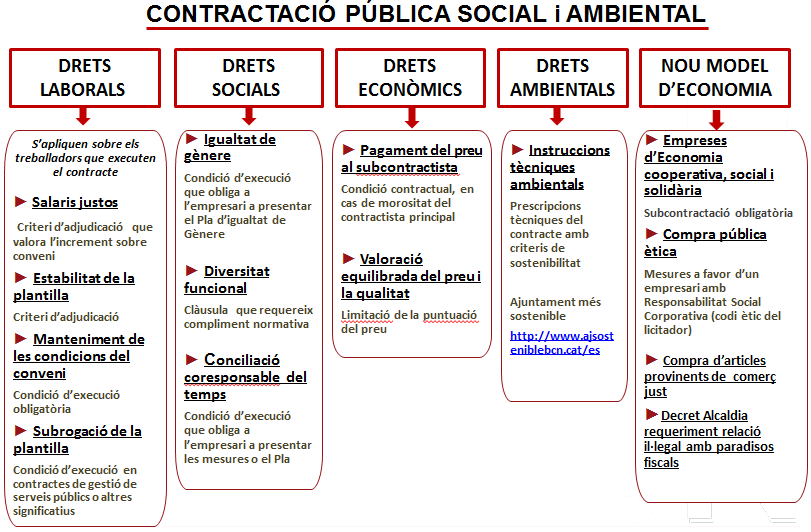 CONTRACTACIÓ PÚBLICA SOCIAL i AMBIENTAL
DRETS
LABORALS
S'apliquen sobre els
treballadors que executen
el contracte
► Salaris justos
Criteri d'adjudicació que
valora l'increment sobre
conveni
► Estabilitat de la
plantilla
Criteri d'adjudicació
► Manteniment de
les condicions del
conveni
Condició d'execució
obligatòria
► Subrogació de la
plantilla
Condició d'execució en
contractes de gestió de
serveis públics o altres
significatius
DRETS
SOCIALS
► Igualtat de
gènere
Condició d'execució
que obliga a
l'empresari a presentar
el Pla d'igualtat de
Gènere
► Diversitat
funcional
Clàusula que requereix
compliment normativa
► Conciliació
coresponsable del
temps
Condició d'execució
que obliga a
l'empresari a presentar
les mesures o el Pla
DRETS
ECONÒMICS
► Pagament del preu
al subcontractista
Condició contractual, en
cas de morositat del
contractista principal
► Valoració
equilibrada del preu i
la qualitat
Limitació de la puntuació
del preu
DRETS
AMBIENTALS
► Instruccions
tècniques
ambientals
Prescripcions
tècniques del
contracte amb
criteris de
sostenibilitat
Ajuntament més
sostenible
http://www.ajsost
eniblebcn.cat/es
NOU MODEL
D'ECONOMIA
► Empreses
d'Economia
cooperativa, social i
solidària
Subcontractació obligatòria
► Compra pública
ètica
Mesures a favor d'un
empresari amb
Responsabilitat Social
Corporativa (codi ètic del
licitador)
► Compra d'articles
provinents de comerç
just
► Decret Alcaldia
requeriment relació
il·legal amb paradisos
fiscals